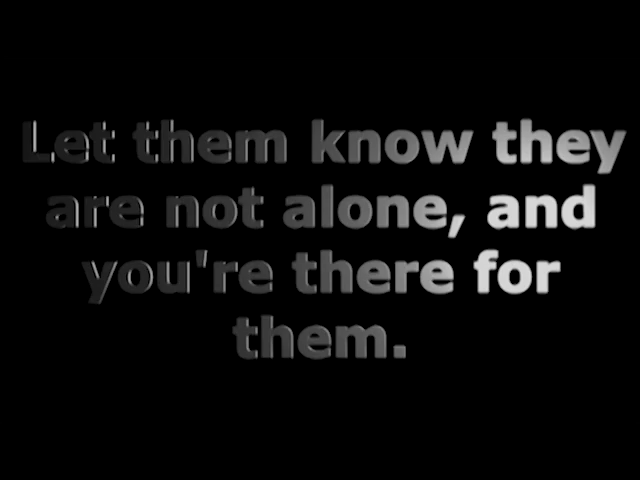 Let them know they
are not alone, and
you're there for
them.